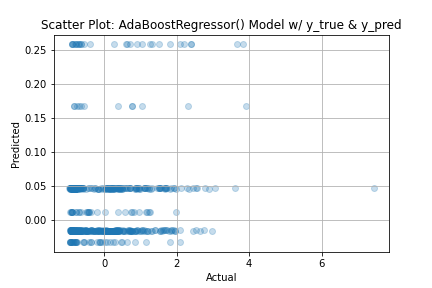 Scatter Plot: AdaBoostRegressor() Model w/ y_true & y_pred
0.25
0.20
0.15
0.10
0.05
0.00
Predicted
0 2 4 6
Actual